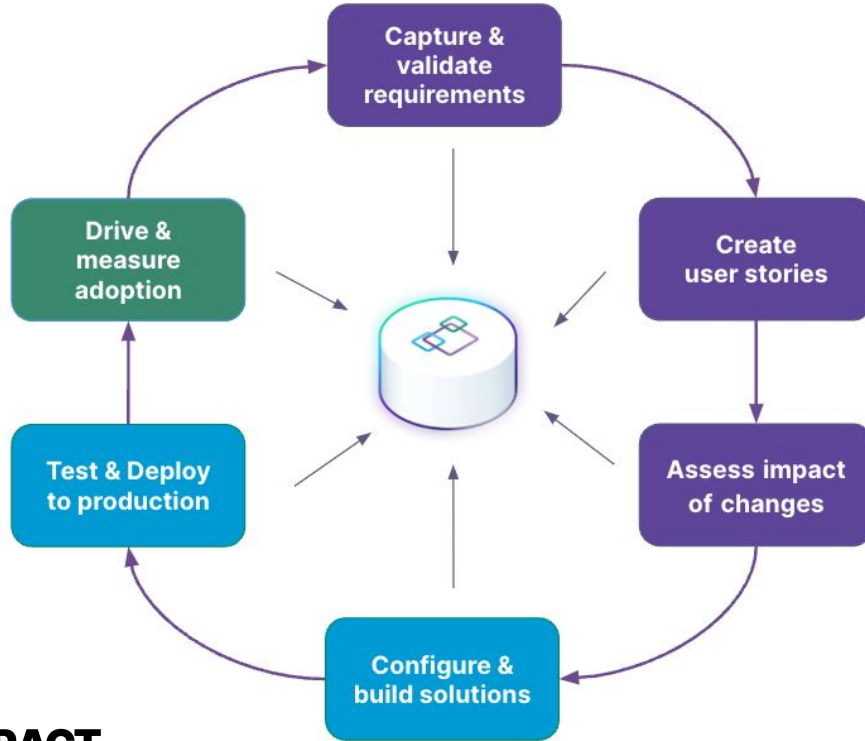 Capture &
validate
requirements
Create
user stories
Assess impact
of changes
Configure &
build solutions
Test & Deploy
to production
Drive &
measure
adoption